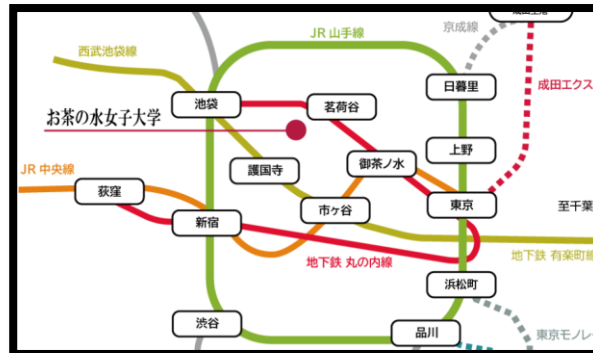 成田空港
JR 山手線
京成線
西武池袋線
日暮里
成田エクス
池袋
茗荷谷
お茶の水女子大学
上野
御茶ノ水
護国寺
JR 中央線
荻窪
市ヶ谷
東京
至千葉
新宿
地下鉄 丸の内線
地下鉄 有楽町線
浜松町
渋谷
品川
東京モノレー